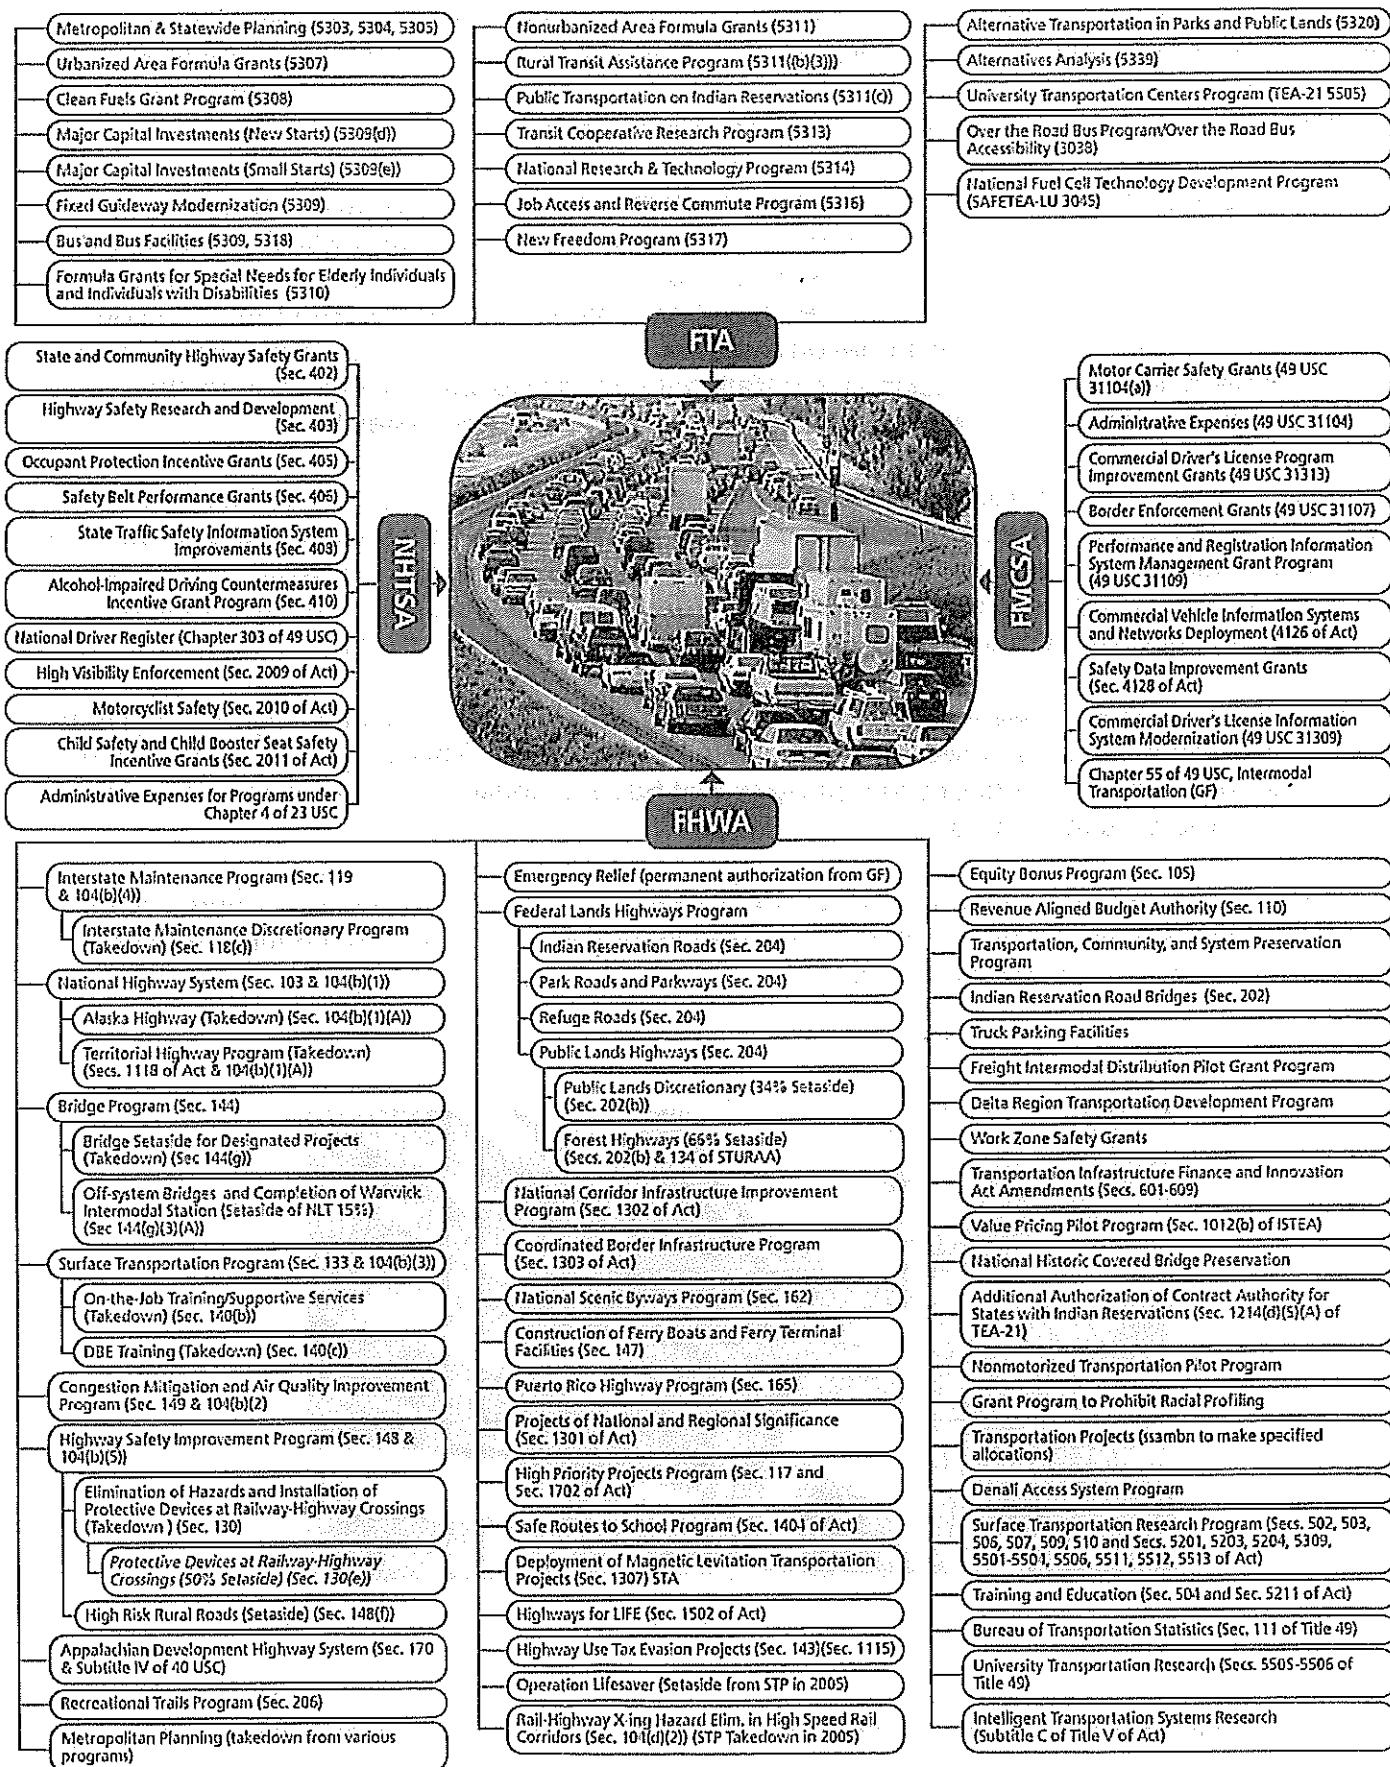 Metropolitan & Statewide Planning (5303, 5304, 5305)
Urbanized Area Formula Grants (5307)
Clean Fuels Grant Program (5308)
Major Capital Investments (New Starts) (5309(d))
Major Capital Investments (Small Starts) (5309(e))
Fixed Guideway Modernization (5309)
Bus and Bus Facilities (5309, 5318)
Formula Grants for Special Needs for Elderly Individuals
and Individuals with Disabilities (5310)
Nonurbanized Area Formula Grants (5311)
Rural Transit Assistance Program (5311((b)(3)))
Public Transportation on Indian Reservations (5311(c))
Transit Cooperative Research Program (5313)
National Research & Technology Program (5314)
Job Access and Reverse Commute Program (5316)
New Freedom Program (5317)
Alternative Transportation in Parks and Public Lands (5320)
Alternatives Analysis (5339)
University Transportation Centers Program (TEA-21 5505)
Over the Road Bus Program/Over the Road Bus
Accessibility (3038)
National Fuel Cell Technology Development Program
(SAFETEA-LU 3045)
FTA
State and Community Highway Safety Grants
(Sec. 402)
Highway Safety Research and Development
(Sec. 403)
Occupant Protection Incentive Grants (Sec. 405)
Safety Belt Performance Grants (Sec. 406)
State Traffic Safety Information System
Improvements (Sec. 408)
Alcohol-Impaired Driving Countermeasures
Incentive Grant Program (Sec. 410)
National Driver Register (Chapter 303 of 49 USC)
High Visibility Enforcement (Sec. 2009 of Act)
Motorcyclist Safety (Sec. 2010 of Act)
Child Safety and Child Booster Seat Safety
Incentive Grants (Sec. 2011 of Act)
Administrative Expenses for Programs under
Chapter 4 of 23 USC
NHTSA
FMCSA
Motor Carrier Safety Grants (49 USC
31104(a))
Administrative Expenses (49 USC 31104)
Commercial Driver's License Program
Improvement Grants (49 USC 31313)
Border Enforcement Grants (49 USC 31107)
Performance and Registration Information
System Management Grant Program
(49 USC 31109)
Commercial Vehicle Information Systems
and Networks Deployment (4126 of Act)
Safety Data Improvement Grants
(Sec. 4128 of Act)
Commercial Driver's License Information
System Modernization (49 USC 31309)
Chapter 55 of 49 USC, Intermodal
Transportation (GF)
FHWA
Interstate Maintenance Program (Sec. 119
& 104(b)(4))
Interstate Maintenance Discretionary Program
(Takedown) (Sec. 118(c))
National Highway System (Sec. 103 & 104(b)(1))
Alaska Highway (Takedown) (Sec. 104(b)(1)(A))
Territorial Highway Program (Takedown)
(Secs. 1118 of Act & 104(b)(1)(A))
Bridge Program (Sec. 144)
Bridge Setaside for Designated Projects
(Takedown) (Sec 144(g))
Off-system Bridges and Completion of Warwick
Intermodal Station (Setaside of NLT 15%)
(Sec 144(g)(3)(A))
Surface Transportation Program (Sec. 133 & 104(b)(3))
On-the-Job Training/Supportive Services
(Takedown) (Sec. 140(b))
DBE Training (Takedown) (Sec. 140(c))
Congestion Mitigation and Air Quality Improvement
Program (Sec. 149 & 104(b)(2)
Highway Safety Improvement Program (Sec. 148 &
104(b)(5))
Elimination of Hazards and Installation of
Protective Devices at Railway-Highway Crossings
(Takedown ) (Sec. 130)
Protective Devices at Railway-Highway
Crossings (50% Setaside) (Sec. 130(e))
High Risk Rural Roads (Setaside) (Sec. 148(f))
Appalachian Development Highway System (Sec. 170
& Subtitle IV of 40 USC)
Recreational Trails Program (Sec. 206)
Metropolitan Planning (takedown from various
programs)
Emergency Relief (permanent authorization from GF)
Federal Lands Highways Program
Indian Reservation Roads (Sec. 204)
Park Roads and Parkways (Sec. 204)
Refuge Roads (Sec. 204)
Public Lands Highways (Sec. 204)
Public Lands Discretionary (34% Setaside)
(Sec. 202(b))
Forest Highways (66% Setaside)
(Secs. 202(b) & 134 of STURAA)
National Corridor Infrastructure Improvement
Program (Sec. 1302 of Act)
Coordinated Border Infrastructure Program
(Sec. 1303 of Act)
National Scenic Byways Program (Sec. 162)
Construction of Ferry Boats and Ferry Terminal
Facilities (Sec. 147)
Puerto Rico Highway Program (Sec. 165)
Projects of National and Regional Significance
(Sec. 1301 of Act)
High Priority Projects Program (Sec. 117 and
Sec. 1702 of Act)
Safe Routes to School Program (Sec. 1404 of Act)
Deployment of Magnetic Levitation Transportation
Projects (Sec. 1307) STA
Highways for LIFE (Sec. 1502 of Act)
Highway Use Tax Evasion Projects (Sec. 143)(Sec. 1115)
Operation Lifesaver (Setaside from STP in 2005)
Rail-Highway X-ing Hazard Elim. in High Speed Rail
Corridors (Sec. 104(d)(2)) (STP Takedown in 2005)
Equity Bonus Program (Sec. 105)
Revenue Aligned Budget Authority (Sec. 110)
Transportation, Community, and System Preservation
Program
Indian Reservation Road Bridges (Sec. 202)
Truck Parking Facilities
Freight Intermodal Distribution Pilot Grant Program
Delta Region Transportation Development Program
Work Zone Safety Grants
Transportation Infrastructure Finance and Innovation
Act Amendments (Secs. 601-609)
Value Pricing Pilot Program (Sec. 1012(b) of ISTEA)
National Historic Covered Bridge Preservation
Additional Authorization of Contract Authority for
States with Indian Reservations (Sec. 1214(d)(5)(A) of
TEA-21)
Nonmotorized Transportation Pilot Program
Grant Program to Prohibit Racial Profiling
Transportation Projects (ssambn to make specified
allocations)
Denali Access System Program
Surface Transportation Research Program (Secs. 502, 503,
506, 507, 509, 510 and Secs. 5201, 5203, 5204, 5309,
5501-5504, 5506, 5511, 5512, 5513 of Act)
Training and Education (Sec. 504 and Sec. 5211 of Act)
Bureau of Transportation Statistics (Sec. 111 of Title 49)
University Transportation Research (Secs. 5505-5506 of
Title 49)
Intelligent Transportation Systems Research
(Subtitle C of Title V of Act)